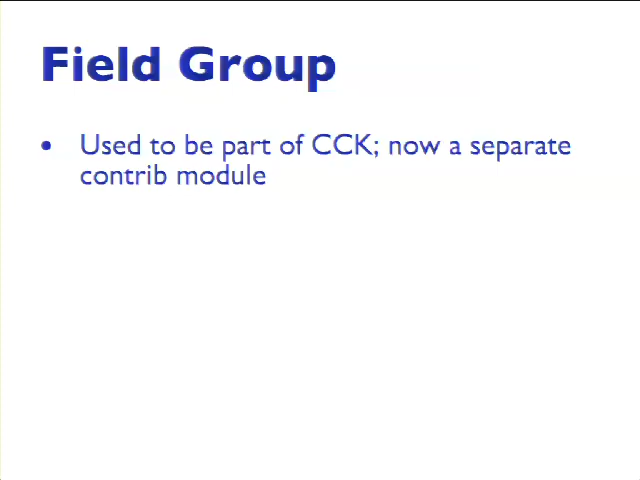 Field Group
• Used to be part of CCK; now a separate
contrib module